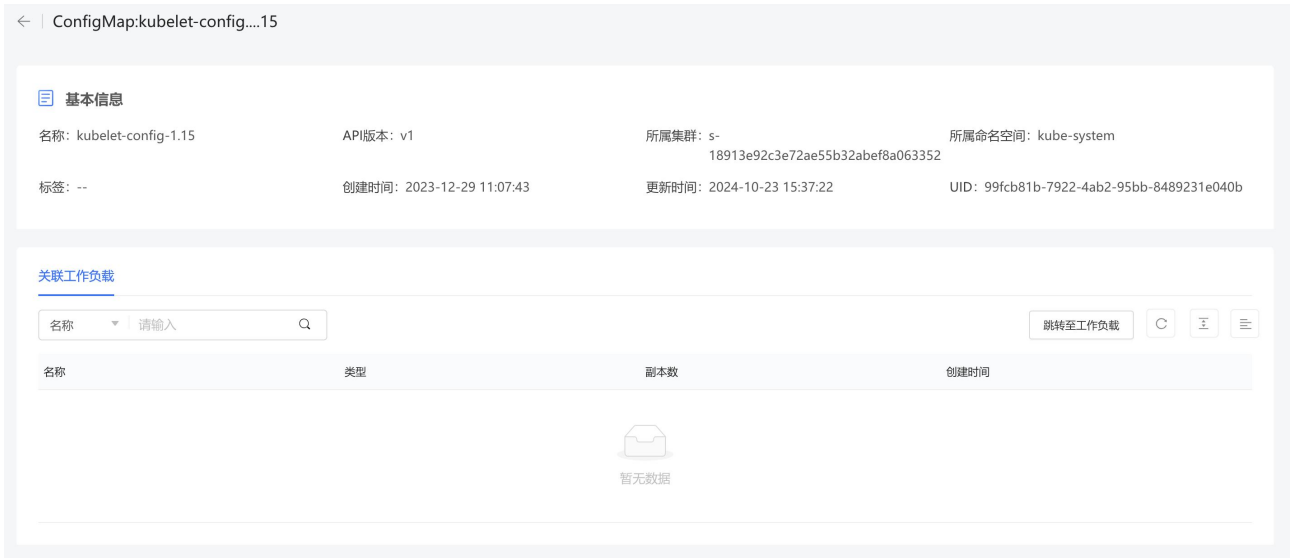 ConfigMap:kubelet-config....15
基本信息
名称：kubelet-config-1.15 API版本：v1 所属集群：s-18913e92c3e72ae55b32abef8a063352 所属命名空间：kube-system
标签：-- 创建时间：2023-12-29 11:07:43 更新时间：2024-10-23 15:37:22 UID：99fcb81b-7922-4ab2-95bb-8489231e040b
关联工作负载
名称 请输入 跳转至工作负载
名称 类型 副本数 创建时间
暂无数据